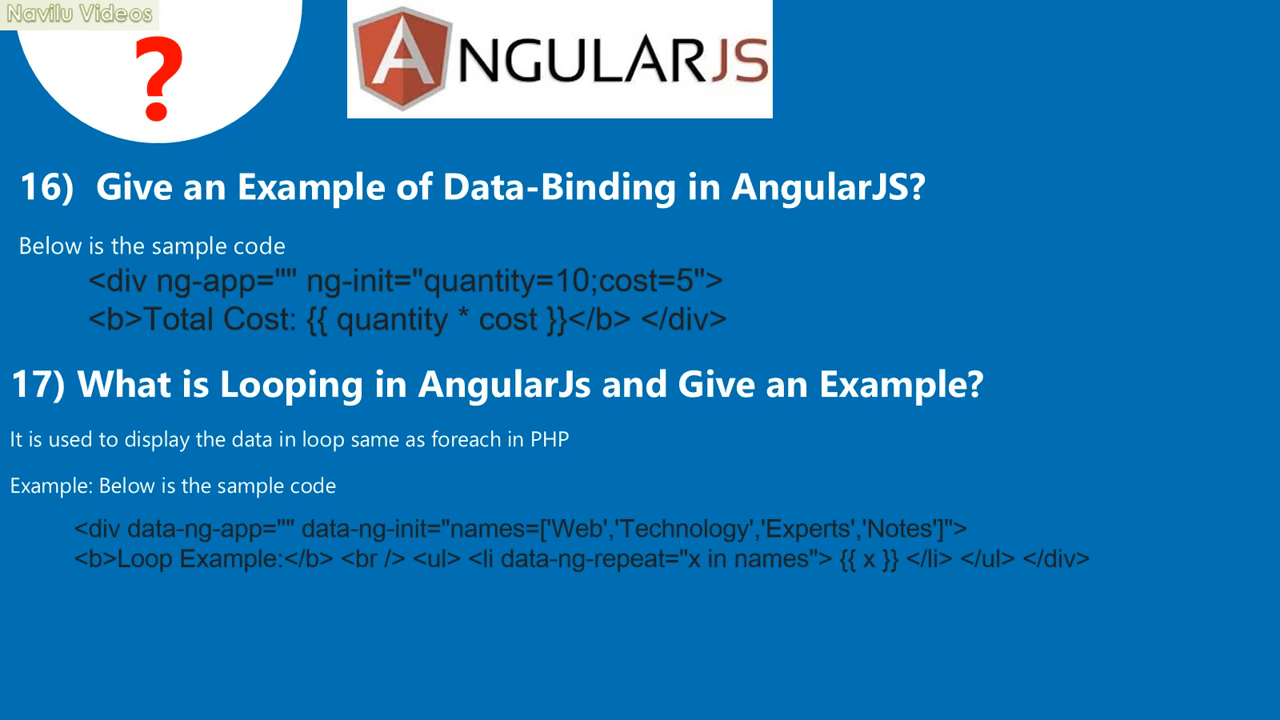 Navilu Videos
?
ANGULARJS
16) Give an Example of Data-Binding in AngularJS?
Below is the sample code
<div ng-app="" ng-init="quantity=10;cost=5">
<b>Total Cost: {{ quantity * cost }}</b> </div>
17) What is Looping in AngularJs and Give an Example?
It is used to display the data in loop same as foreach in PHP
Example: Below is the sample code
<div data-ng-app="" data-ng-init="names=['Web','Technology','Experts','Notes']">
<b>Loop Example:</b> <br /> <ul> <li data-ng-repeat="x in names"> {{ x }} </li> </ul> </div>